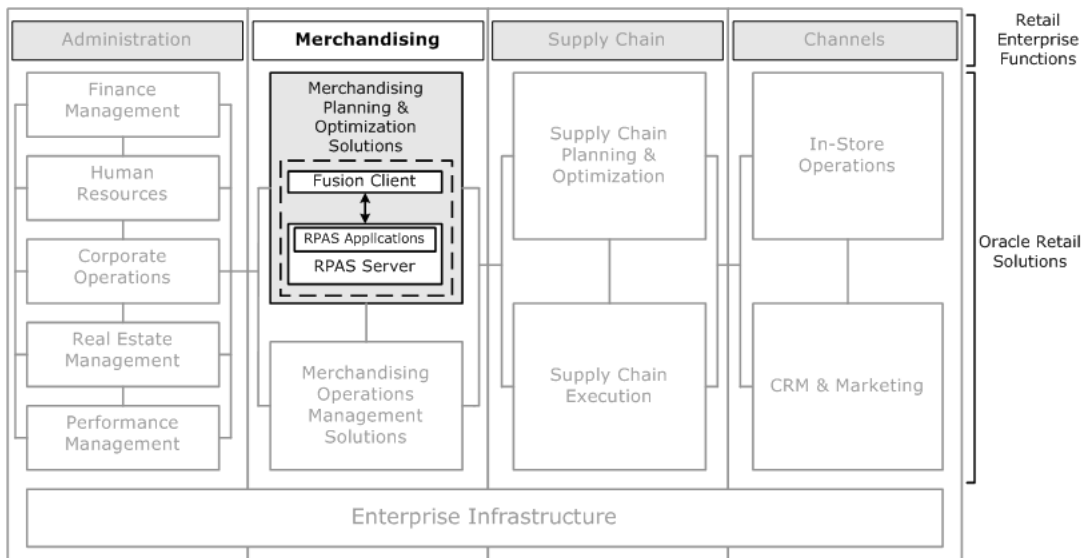 Administration
Merchandising
Supply Chain
Channels
Retail
Enterprise
Functions
Finance
Management
Human
Resources
Corporate
Operations
Real Estate
Management
Performance
Management
Merchandising
Planning &
Optimization
Solutions
Fusion Client
RPAS Applications
RPAS Server
Merchandising
Operations
Management
Solutions
Supply Chain
Planning &
Optimization
Supply Chain
Execution
In-Store
Operations
CRM & Marketing
Oracle Retail
Solutions
Enterprise Infrastructure